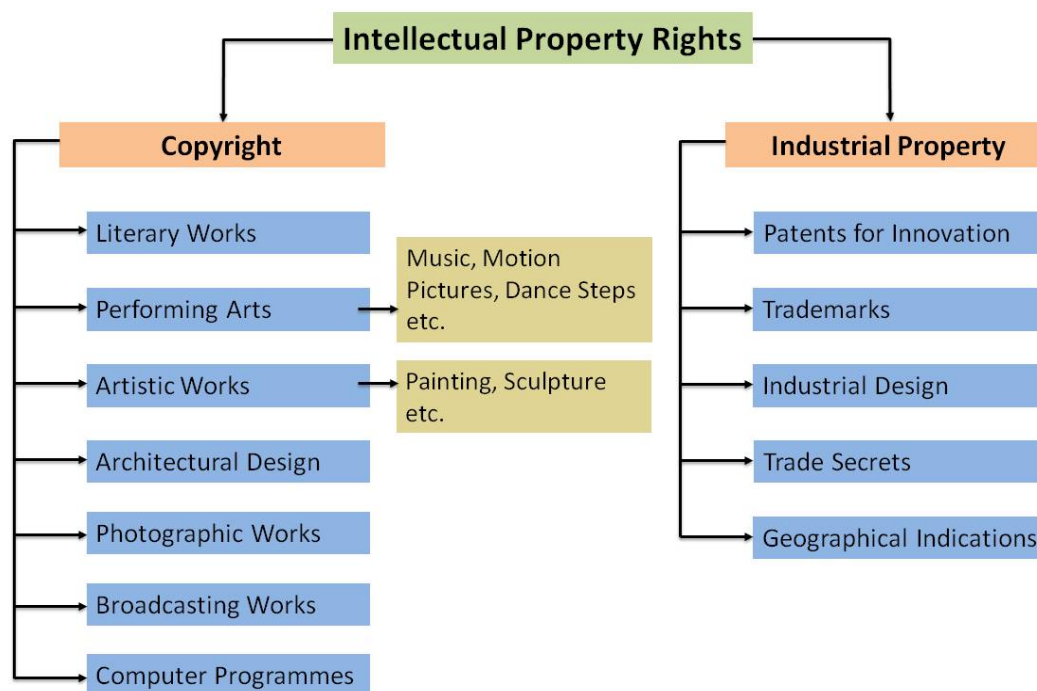 Intellectual Property Rights
Copyright
Literary Works
Performing Arts
Music, Motion
Pictures, Dance Steps
etc.
Artistic Works
Painting, Sculpture
etc.
Architectural Design
Photographic Works
Broadcasting Works
Computer Programmes
Industrial Property
Patents for Innovation
Trademarks
Industrial Design
Trade Secrets
Geographical Indications